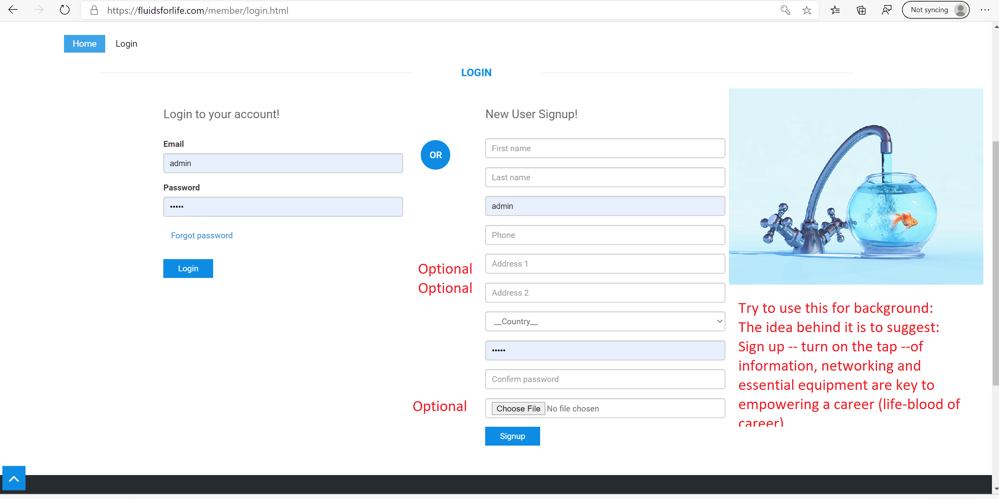 https://fluidsforlife.com/member/login.html
Not syncing
Home Login
LOGIN
Login to your account!
Email
admin
Password
•••••
Forgot password
Login
OR
New User Signup!
First name
Last name
admin
Phone
Optional
Address 1
Optional
Address 2
__Country__
•••••
Confirm password
Optional
Choose File No file chosen
Signup
Try to use this for background:
The idea behind it is to suggest:
Sign up -- turn on the tap --of
information, networking and
essential equipment are key to
empowering a career (life-blood of
career)